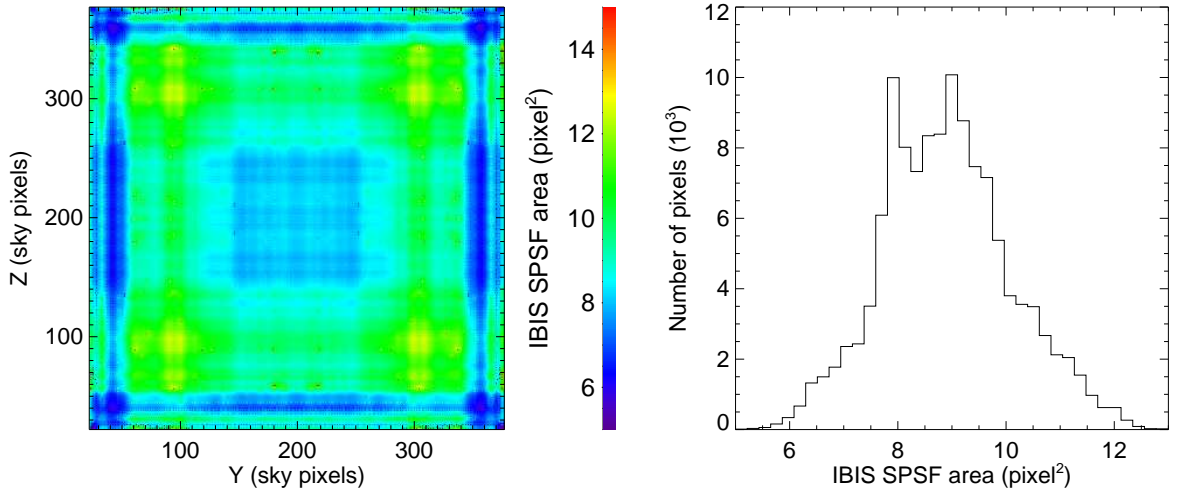 300
200
100
Z (sky pixels)
100 200 300
Y (sky pixels)
14
12
10
8
6
IBIS SPSF area (pixel²)
12
10
8
6
4
2
0
Number of pixels (10³)
6 8 10 12
IBIS SPSF area (pixel²)